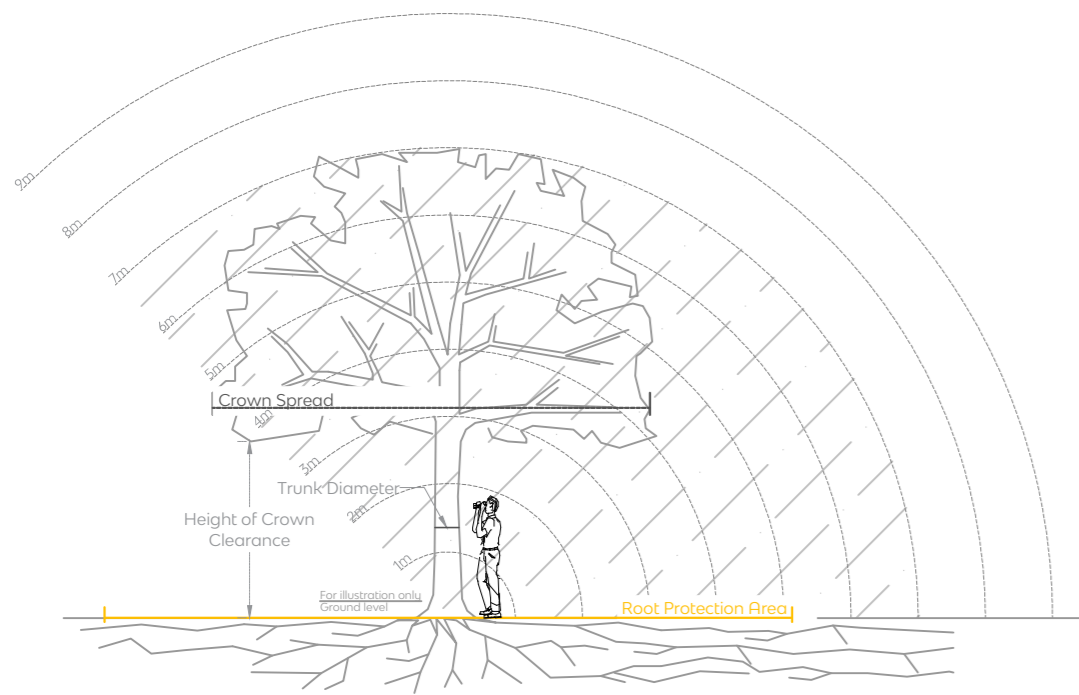 9m
8m
7m
6m
5m
Crown Spread
4m
3m
Trunk Diameter
2m
Height of Crown
Clearance
1m
For illustration only
Ground level
Root Protection Area